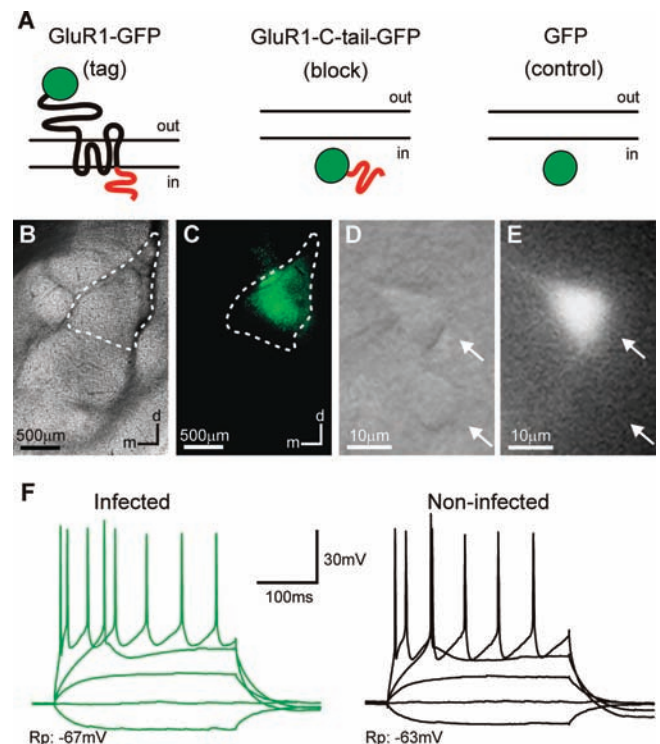 A
GluR1-GFP
(tag)
GluR1-C-tail-GFP
(block)
GFP
(control)
out
in
out
in
out
in
B
500μm
d
m
C
500μm
d
m
D
10μm
E
10μm
F
Infected
Non-infected
30mV
100ms
Rp: -67mV
Rp: -63mV